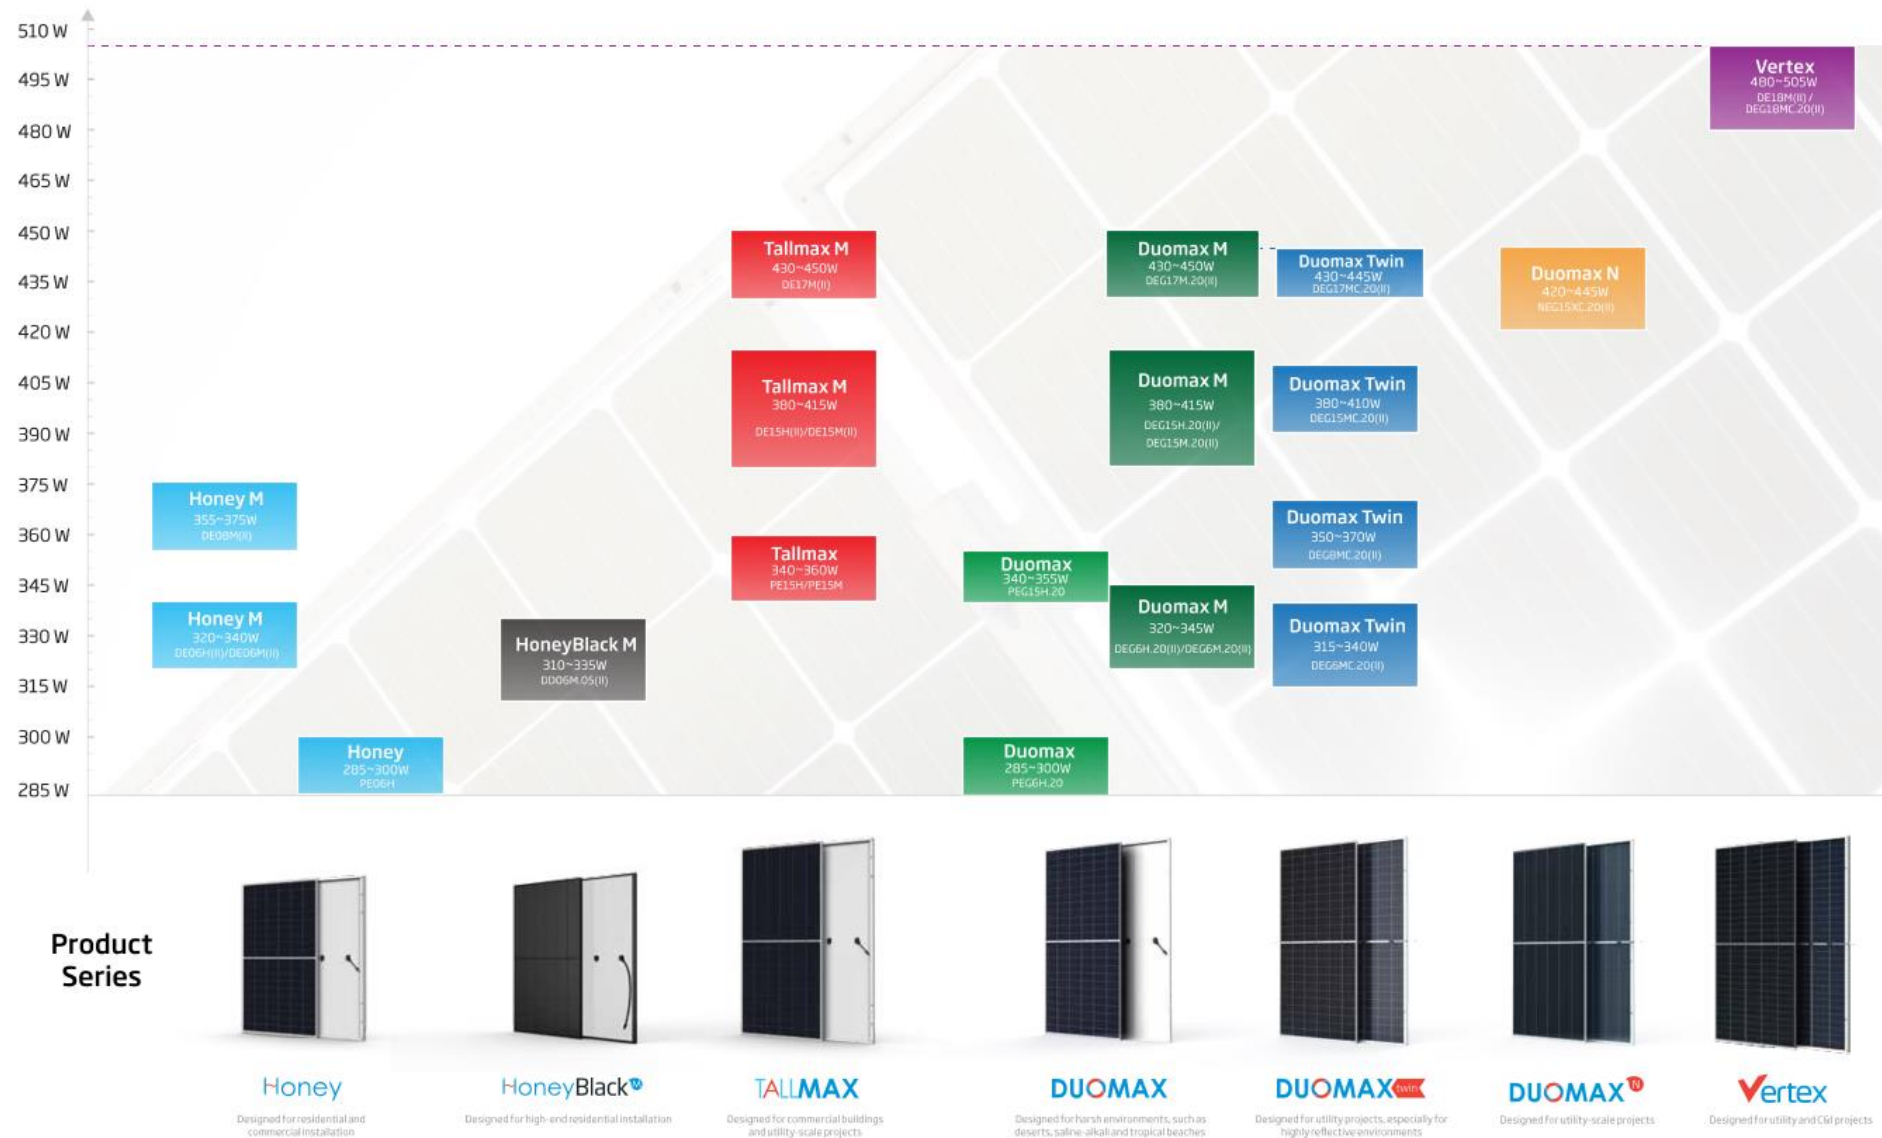 510 W
495 W
480 W
465 W
450 W
435 W
420 W
405 W
390 W
375 W
360 W
345 W
330 W
315 W
300 W
285 W
Honey M
355~375W
DE08M(II)
Honey M
320~340W
DE06H(II)/DE06M(II)
Honey
285~300W
PE06H
HoneyBlack M
310~335W
DD06M.05(II)
Tallmax M
430~450W
DE17M(II)
Tallmax M
380~415W
DE15H(II)/DE15M(II)
Tallmax
340~360W
PE15H/PE15M
Duomax
340~355W
PEG15H.20
Duomax
285~300W
PEG6H.20
Duomax M
430~450W
DEG17M.20(II)
Duomax M
380~415W
DEG15H.20(II)/
DEG15M.20(II)
Duomax M
320~345W
DEG6H.20(II)/DEG6M.20(II)
Duomax Twin
430~445W
DEG17MC.20(II)
Duomax Twin
380~410W
DEG15MC.20(II)
Duomax Twin
350~370W
DEG8MC.20(II)
Duomax Twin
315~340W
DEG6MC.20(II)
Duomax N
420~445W
NEG15XC.20(II)
Vertex
480~505W
DE18M(II) /
DEG18MC.20(II)
Product
Series
Honey
Designed for residential and
commercial installation
HoneyBlack M
Designed for high-end residential installation
TALLMAX
Designed for commercial buildings
and utility-scale projects
DUOMAX
Designed for harsh environments, such as
deserts, saline-alkali and tropical beaches
DUOMAX twin
Designed for utility projects, especially for
highly reflective environments
DUOMAX N
Designed for utility-scale projects
Vertex
Designed for utility and C&I projects